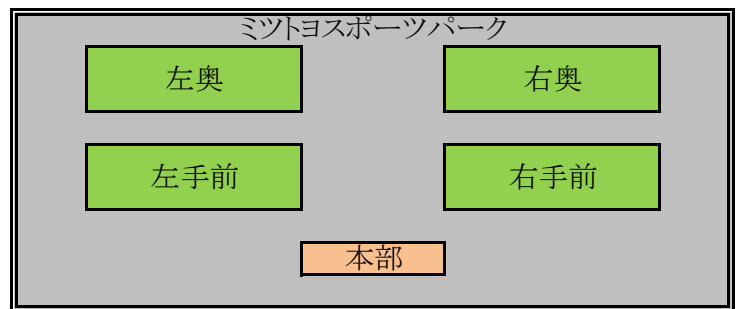 ミツトヨスポーツパーク
左奥
右奥
左手前
右手前
本部